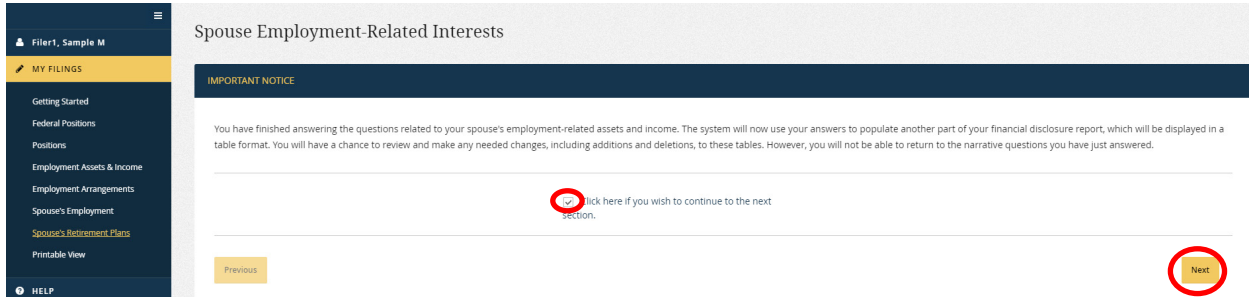 Filer1, Sample M
MY FILINGS
Getting Started
Federal Positions
Positions
Employment Assets & Income
Employment Arrangements
Spouse's Employment
Spouse's Retirement Plans
Printable View
HELP
Spouse Employment-Related Interests
IMPORTANT NOTICE
You have finished answering the questions related to your spouse's employment-related assets and income. The system will now use your answers to populate another part of your financial disclosure report, which will be displayed in a
table format. You will have a chance to review and make any needed changes, including additions and deletions, to these tables. However, you will not be able to return to the narrative questions you have just answered.
Click here if you wish to continue to the next
section.
Previous
Next